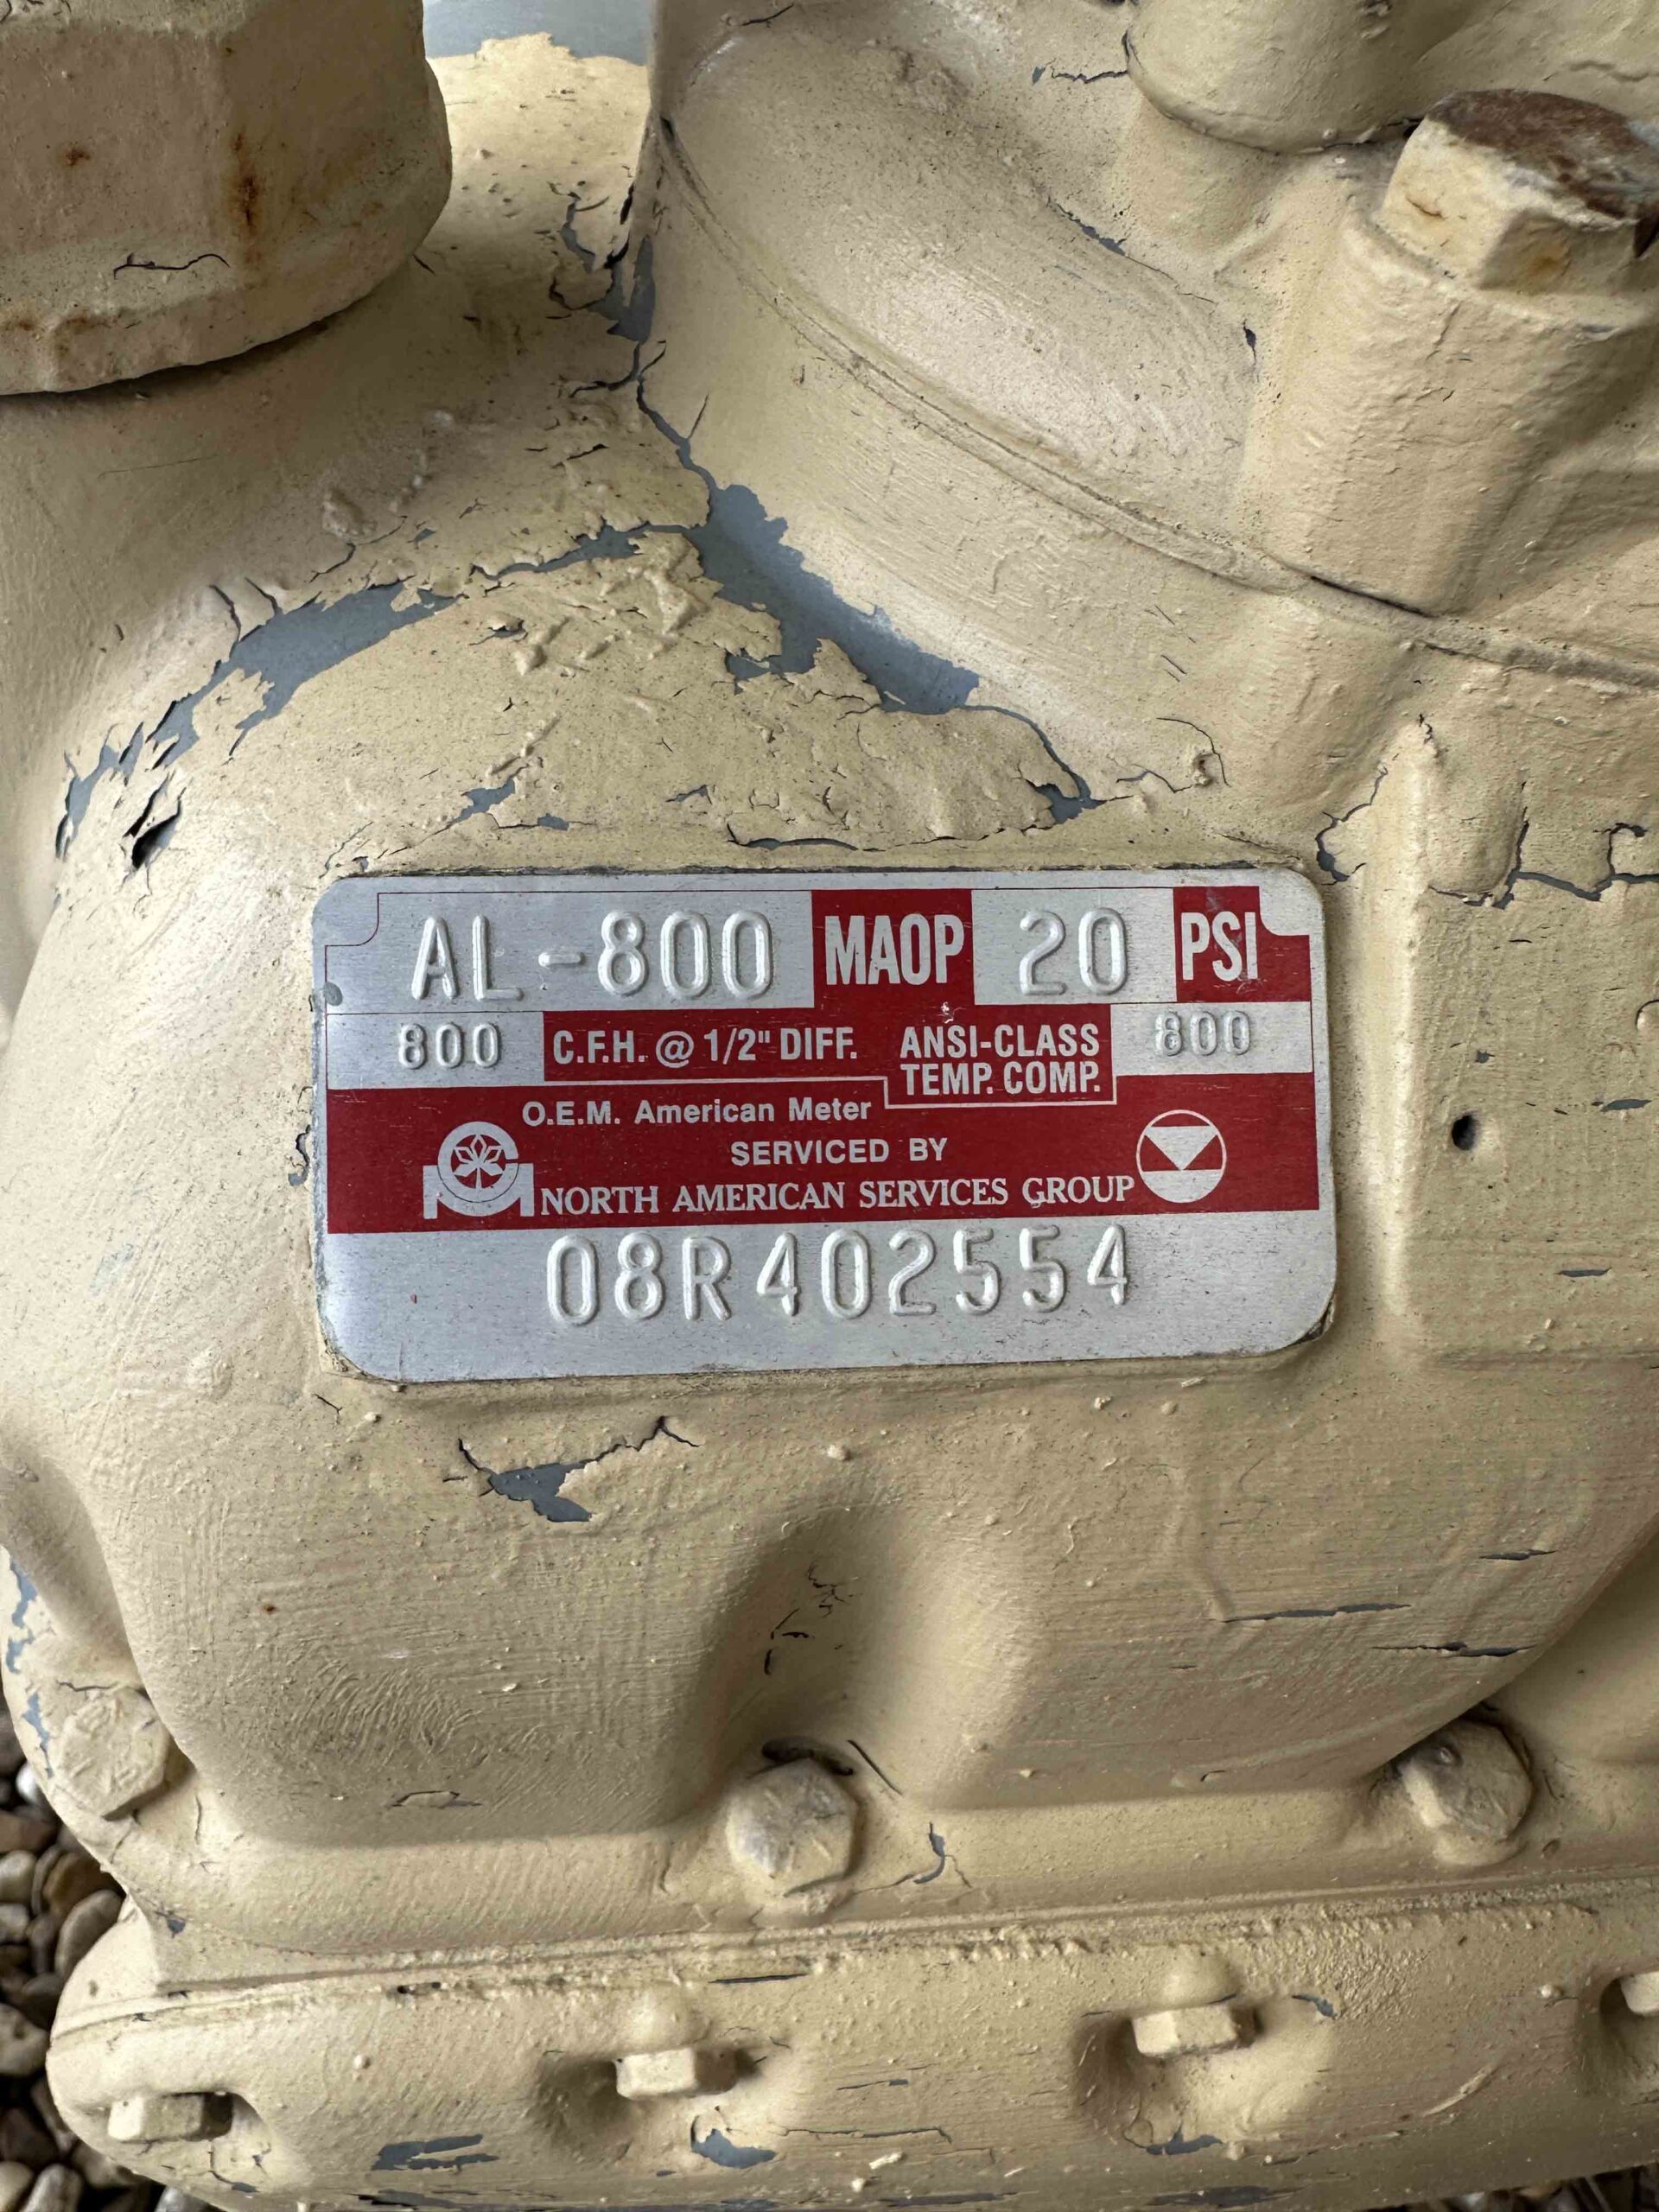 AL-800 MAOP 20 PSI
800 C.F.H. @ 1/2" DIFF. ANSI-CLASS TEMP. COMP. 800
O.E.M. American Meter
SERVICED BY
NORTH AMERICAN SERVICES GROUP
08R402554